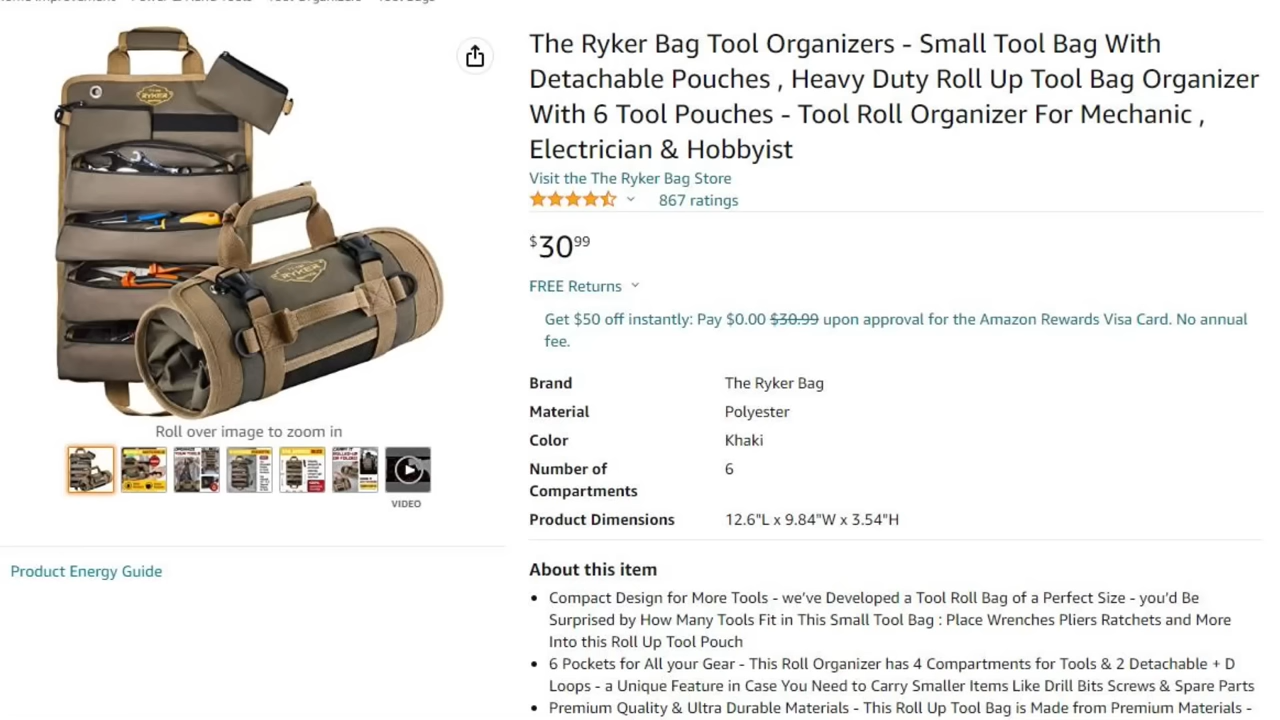 The Ryker Bag Tool Organizers - Small Tool Bag With
Detachable Pouches , Heavy Duty Roll Up Tool Bag Organizer
With 6 Tool Pouches - Tool Roll Organizer For Mechanic ,
Electrician & Hobbyist
Visit the The Ryker Bag Store
867 ratings
$30.99
FREE Returns
Get $50 off instantly: Pay $0.00 $30.99 upon approval for the Amazon Rewards Visa Card. No annual
fee.
Brand The Ryker Bag
Material Polyester
Color Khaki
Number of 6
Compartments
Product Dimensions 12.6"L x 9.84"W x 3.54"H
About this item
• Compact Design for More Tools - we've Developed a Tool Roll Bag of a Perfect Size - you'd Be
Surprised by How Many Tools Fit in This Small Tool Bag : Place Wrenches Pliers Ratchets and More
Into this Roll Up Tool Pouch
• 6 Pockets for All your Gear - This Roll Organizer has 4 Compartments for Tools & 2 Detachable + D
Loops - a Unique Feature in Case You Need to Carry Smaller Items Like Drill Bits Screws & Spare Parts
• Premium Quality & Ultra Durable Materials - This Roll Up Tool Bag is Made from Premium Materials -
RYKER
THE
RYKER
Roll over image to zoom in
VIDEO
Product Energy Guide